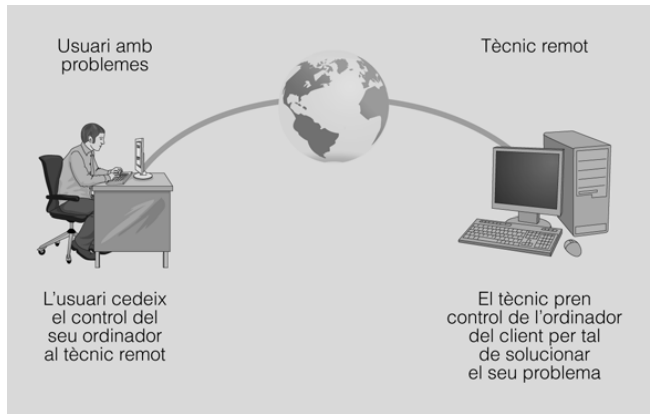 Usuari amb
problemes
Tècnic remot
L'usuari cedeix
el control del
seu ordinador
al tècnic remot
El tècnic pren
control de l'ordinador
del client per tal
de solucionar
el seu problema